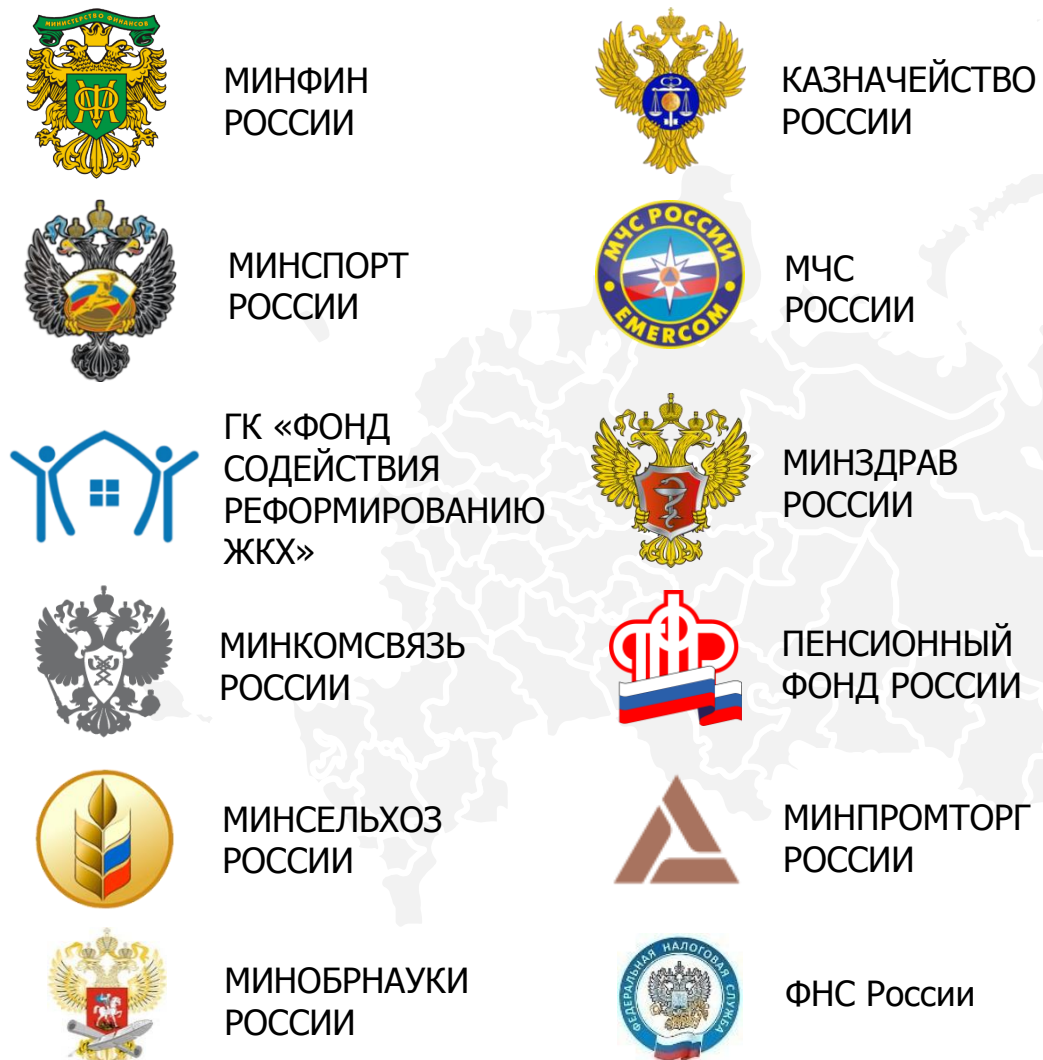 МИНИСТЕРСТВО ФИНАНСОВ
МИНФИН
РОССИИ
КАЗНАЧЕЙСТВО
РОССИИ
МИНСПОРТ
РОССИИ
МЧС РОССИИ
EMERCOM
МЧС
РОССИИ
ГК «ФОНД
СОДЕЙСТВИЯ
РЕФОРМИРОВАНИЮ
ЖКХ»
МИНЗДРАВ
РОССИИ
МИНКОМСВЯЗЬ
РОССИИ
ПЕНСИОННЫЙ
ФОНД РОССИИ
МИНСЕЛЬХОЗ
РОССИИ
МИНПРОМТОРГ
РОССИИ
МИНОБРНАУКИ
РОССИИ
ФЕДЕРАЛЬНАЯ НАЛОГОВАЯ СЛУЖБА
ФНС России